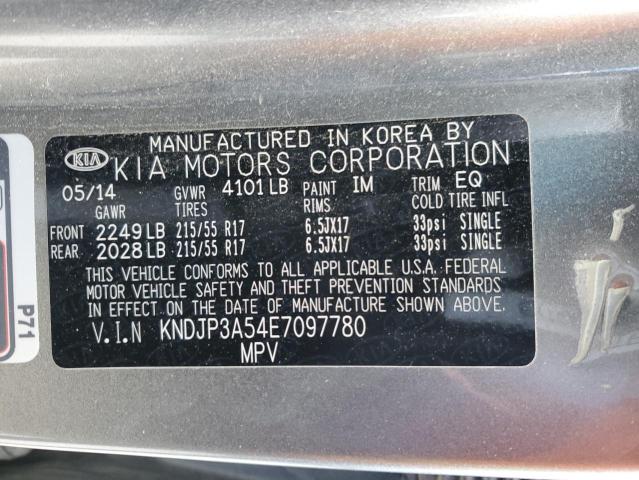 MANUFACTURED IN KOREA BY
KIA KIA MOTORS CORPORATION
05/14 GVWR 4101 LB PAINT IM TRIM EQ
GAWR TIRES RIMS COLD TIRE INFL
FRONT 2249 LB 215/55 R17 6.5JX17 33psi SINGLE
REAR 2028 LB 215/55 R17 6.5JX17 33psi SINGLE
THIS VEHICLE CONFORMS TO ALL APPLICABLE U.S.A. FEDERAL
MOTOR VEHICLE SAFETY AND THEFT PREVENTION STANDARDS
IN EFFECT ON THE DATE OF MANUFACTURE SHOWN ABOVE.
V.I.N KNDJP3A54E7097780
MPV
P71